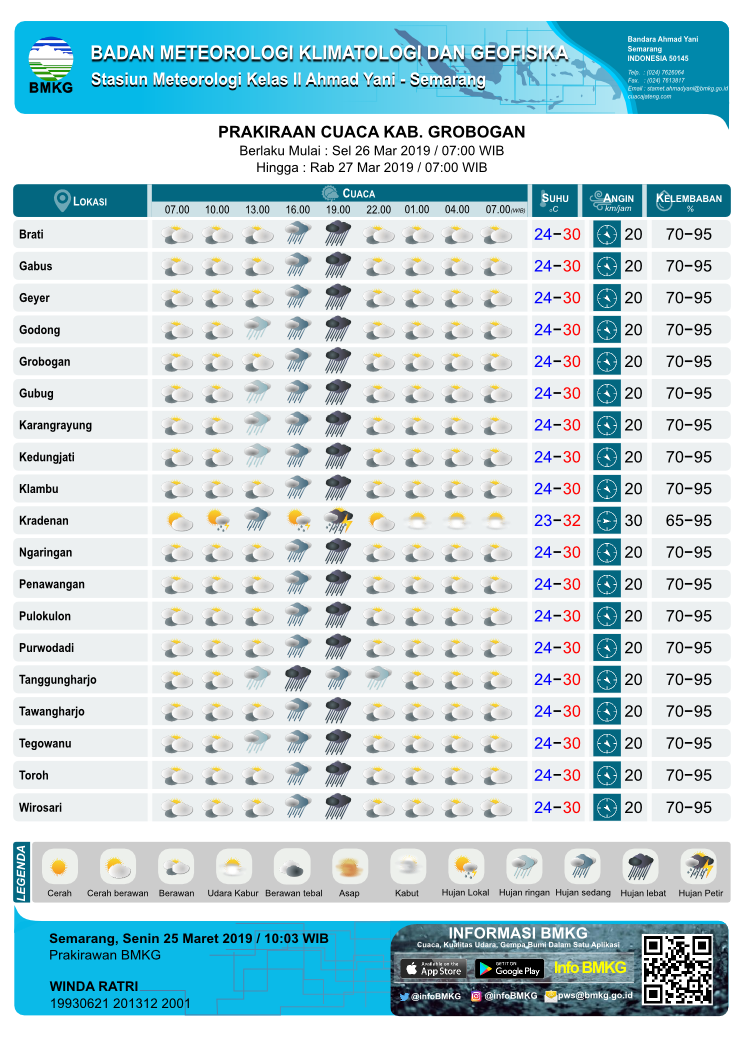 BMKG
BADAN METEOROLOGI KLIMATOLOGI DAN GEOFISIKA
Stasiun Meteorologi Kelas II Ahmad Yani - Semarang
Bandara Ahmad Yani
Semarang
INDONESIA 50145
Telp. : (024) 7626064
Fax. : (024) 7613817
Email : stamet.ahmadyani@bmkg.go.id
cuacajateng.com
PRAKIRAAN CUACA KAB. GROBOGAN
Berlaku Mulai : Sel 26 Mar 2019 / 07:00 WIB
Hingga : Rab 27 Mar 2019 / 07:00 WIB
LOKASI CUACA SUHU °C ANGIN km/jam KELEMBABAN %
07.00 10.00 13.00 16.00 19.00 22.00 01.00 04.00 07.00 (WIB)
Brati 24-30 20 70-95
Gabus 24-30 20 70-95
Geyer 24-30 20 70-95
Godong 24-30 20 70-95
Grobogan 24-30 20 70-95
Gubug 24-30 20 70-95
Karangrayung 24-30 20 70-95
Kedungjati 24-30 20 70-95
Klambu 24-30 20 70-95
Kradenan 23-32 30 65-95
Ngaringan 24-30 20 70-95
Penawangan 24-30 20 70-95
Pulokulon 24-30 20 70-95
Purwodadi 24-30 20 70-95
Tanggungharjo 24-30 20 70-95
Tawangharjo 24-30 20 70-95
Tegowanu 24-30 20 70-95
Toroh 24-30 20 70-95
Wirosari 24-30 20 70-95
LEGENDA
Cerah Cerah berawan Berawan Udara Kabur Berawan tebal Asap Kabut Hujan Lokal Hujan ringan Hujan sedang Hujan lebat Hujan Petir
Semarang, Senin 25 Maret 2019 / 10:03 WIB
Prakirawan BMKG
WINDA RATRI
19930621 201312 2001
INFORMASI BMKG
Cuaca, Kualitas Udara, Gempa Bumi Dalam Satu Aplikasi
Available on the App Store
GET IT ON Google Play
Info BMKG
@infoBMKG @infoBMKG pws@bmkg.go.id